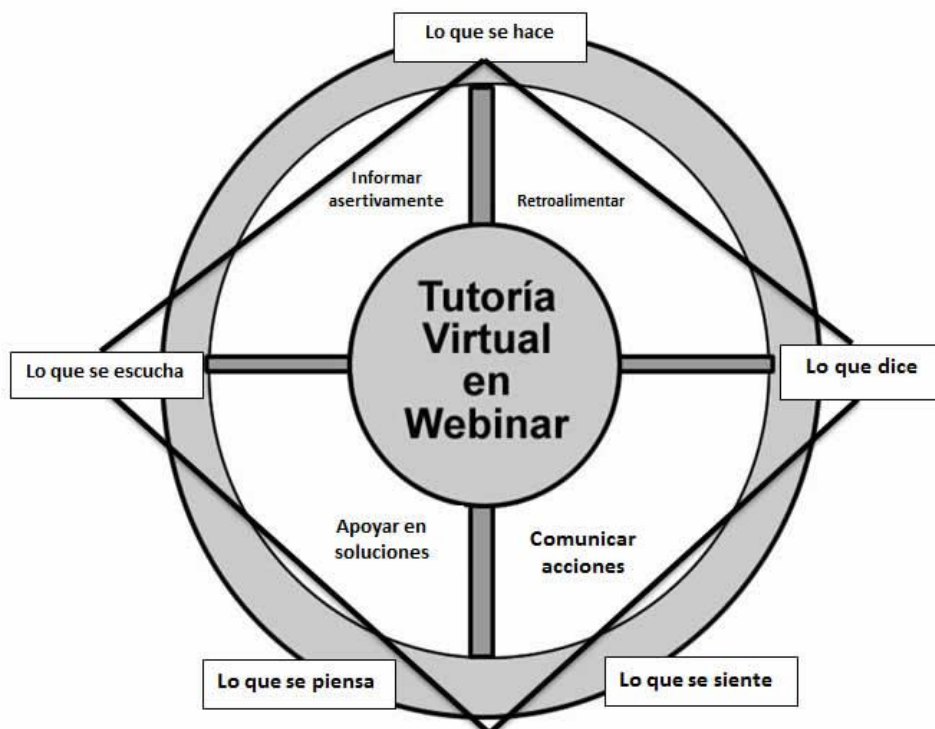 Lo que se hace
Informar
asertivamente
Retroalimentar
Tutoría
Virtual
en
Webinar
Lo que se escucha
Lo que dice
Apoyar en
soluciones
Comunicar
acciones
Lo que se piensa
Lo que se siente